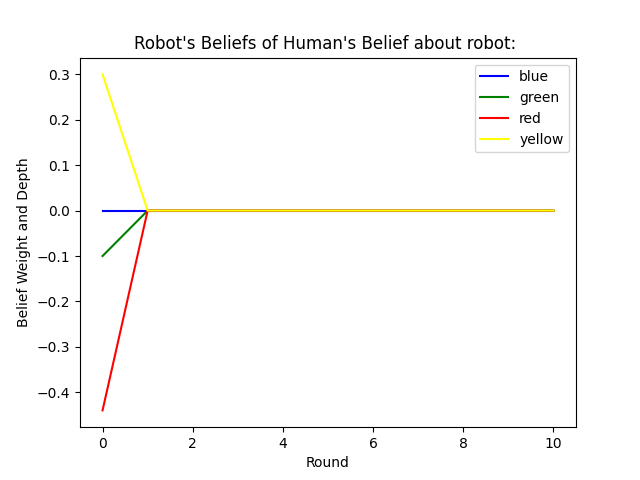 Robot's Beliefs of Human's Belief about robot:
blue
green
red
yellow
Belief Weight and Depth
0.3
0.2
0.1
0.0
−0.1
−0.2
−0.3
−0.4
0 2 4 6 8 10
Round